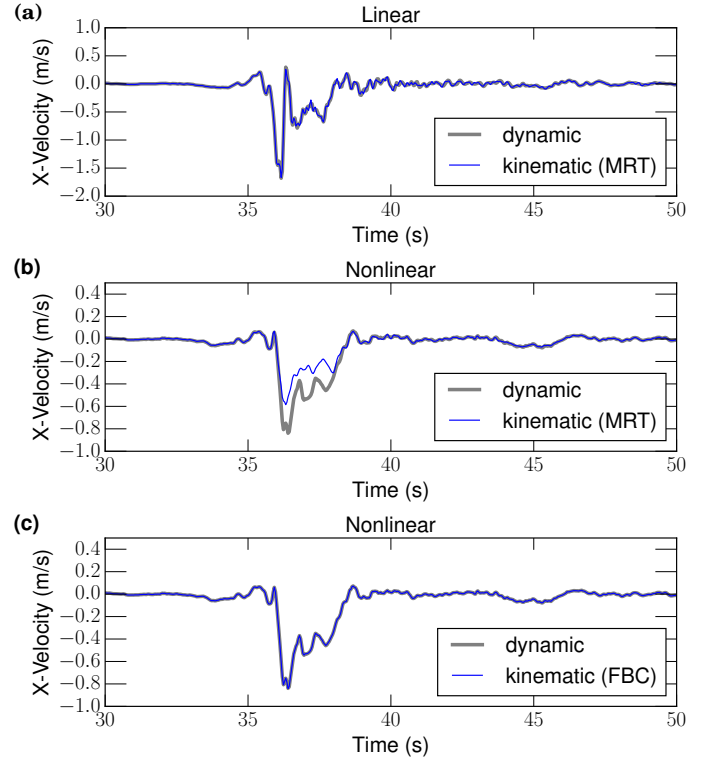 (a)
Linear
1.0
0.5
0.0
−0.5
−1.0
−1.5
−2.0
X-Velocity (m/s)
dynamic
kinematic (MRT)
30 35 40 45 50
Time (s)
(b)
Nonlinear
0.4
0.2
0.0
−0.2
−0.4
−0.6
−0.8
−1.0
X-Velocity (m/s)
dynamic
kinematic (MRT)
30 35 40 45 50
Time (s)
(c)
Nonlinear
0.4
0.2
0.0
−0.2
−0.4
−0.6
−0.8
−1.0
X-Velocity (m/s)
dynamic
kinematic (FBC)
30 35 40 45 50
Time (s)